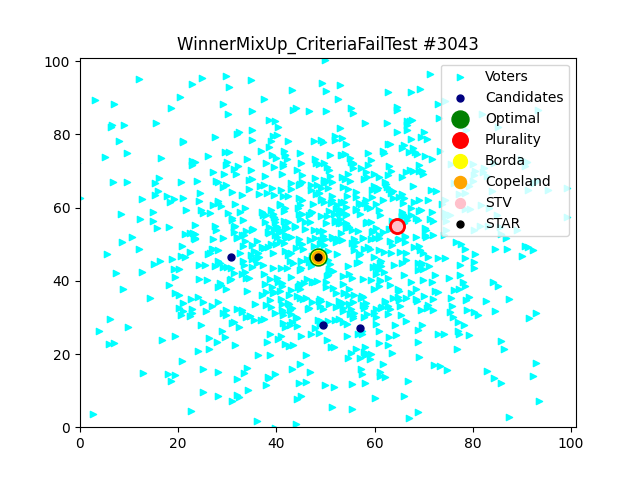 WinnerMixUp_CriteriaFailTest #3043
100
80
60
40
20
0
0
20
40
60
80
100
Voters
Candidates
Optimal
Plurality
Borda
Copeland
STV
STAR